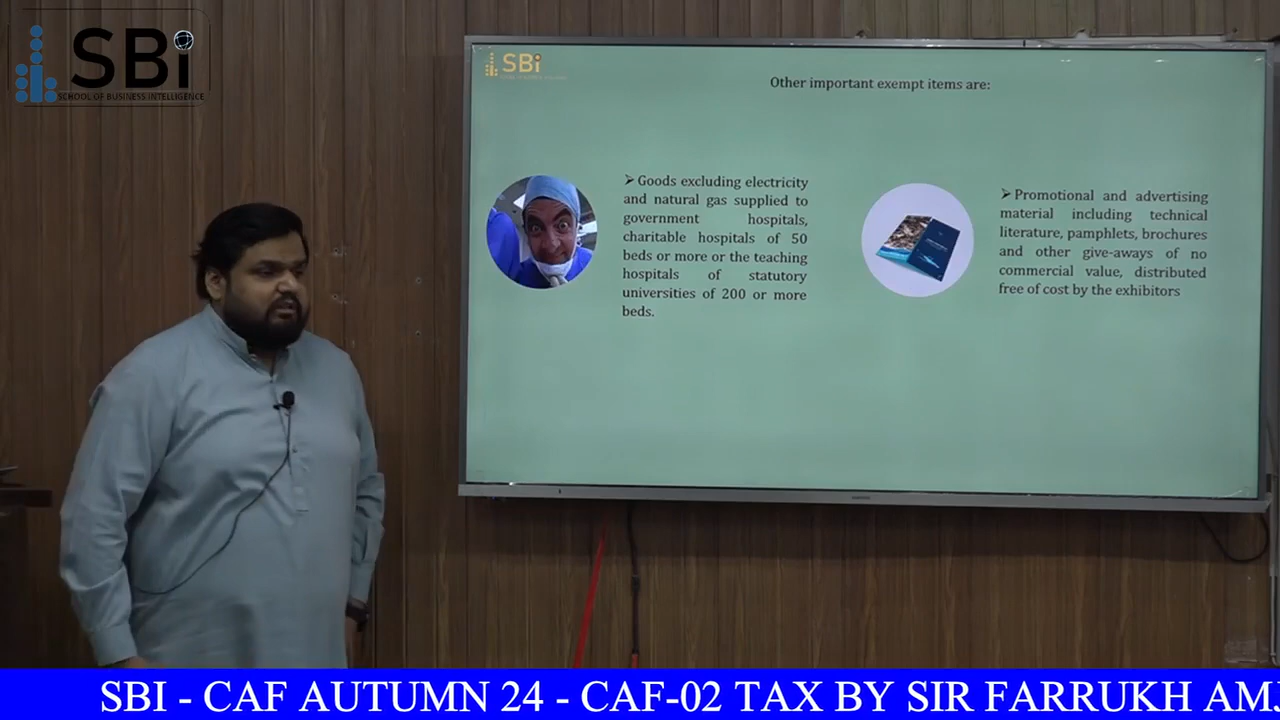 SBi
SCHOOL OF BUSINESS INTELLIGENCE
SBi
Other important exempt items are:
➢Goods excluding electricity
and natural gas supplied to
government hospitals,
charitable hospitals of 50
beds or more or the teaching
hospitals of statutory
universities of 200 or more
beds.
➢Promotional and advertising
material including technical
literature, pamphlets, brochures
and other give-aways of no
commercial value, distributed
free of cost by the exhibitors
SBI - CAF AUTUMN 24 - CAF-02 TAX BY SIR FARRUKH AMJ